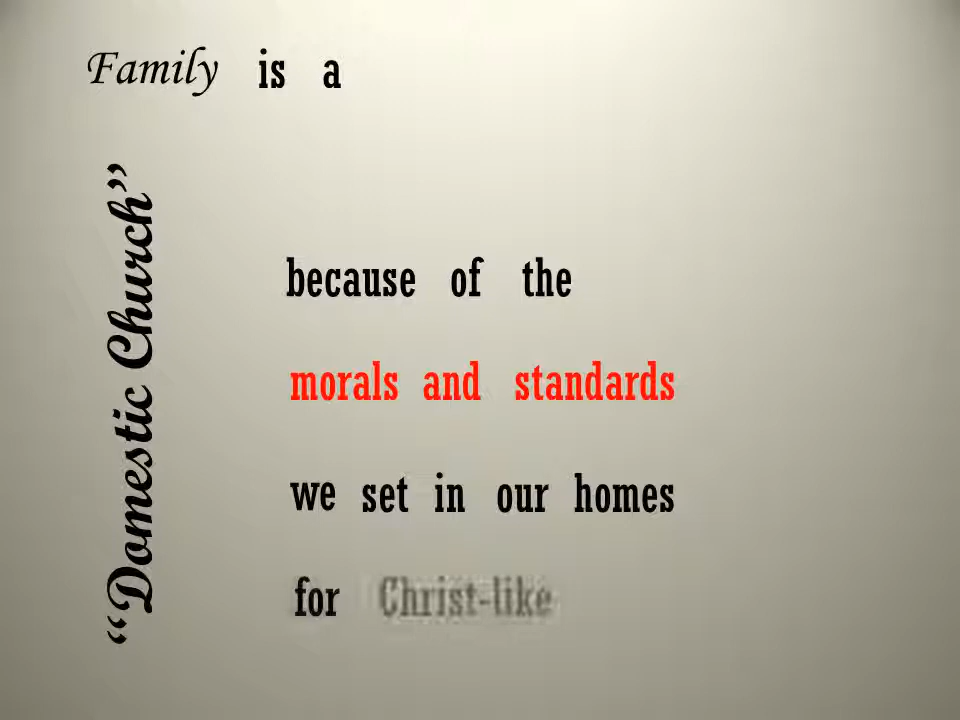 Family is a
“Domestic Church”
because of the
morals and standards
we set in our homes
for Christ-like